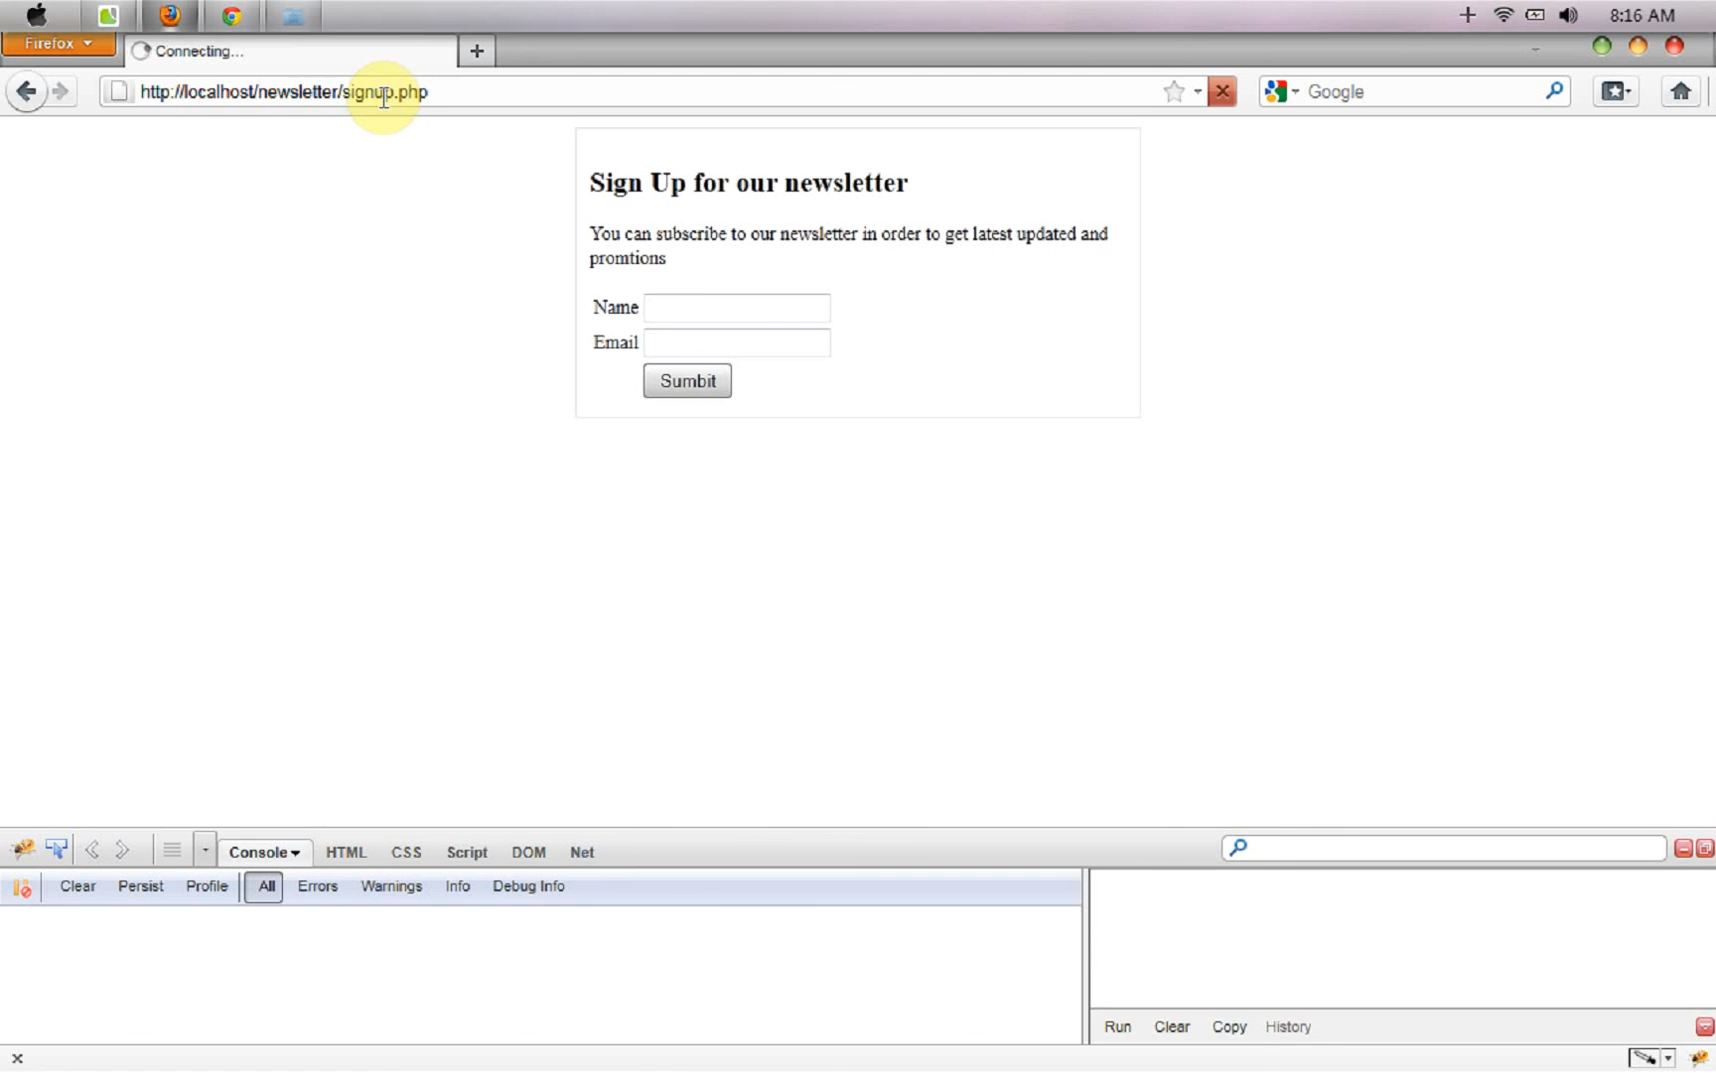 8:16 AM
Firefox
Connecting...
http://localhost/newsletter/signup.php
Google
Sign Up for our newsletter
You can subscribe to our newsletter in order to get latest updated and
promtions
Name
Email
Sumbit
Console HTML CSS Script DOM Net
Clear Persist Profile All Errors Warnings Info Debug Info
Run Clear Copy History